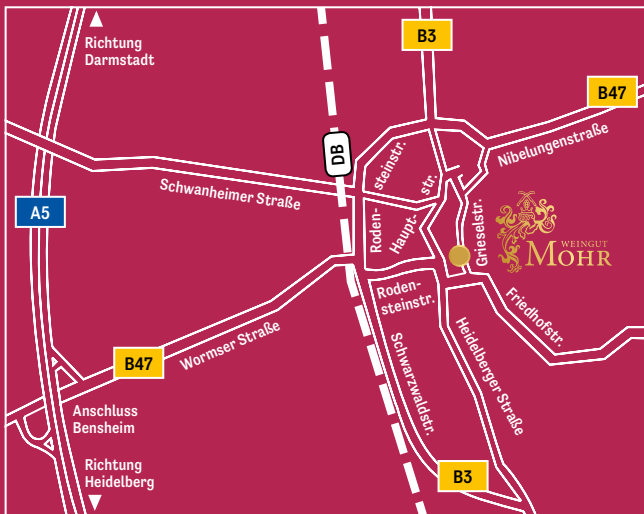 Richtung
Darmstadt
B3
B47
DB
steinstr.
Nibelungenstraße
Schwanheimer Straße
str.
A5
Roden-
Haupt-
Grieselstr.
WEINGUT
MOHR
Roden-
steinstr.
Friedhofstr.
Wormser Straße
Heidelberger Straße
Schwarzwaldstr.
B47
Anschluss
Bensheim
Richtung
Heidelberg
B3